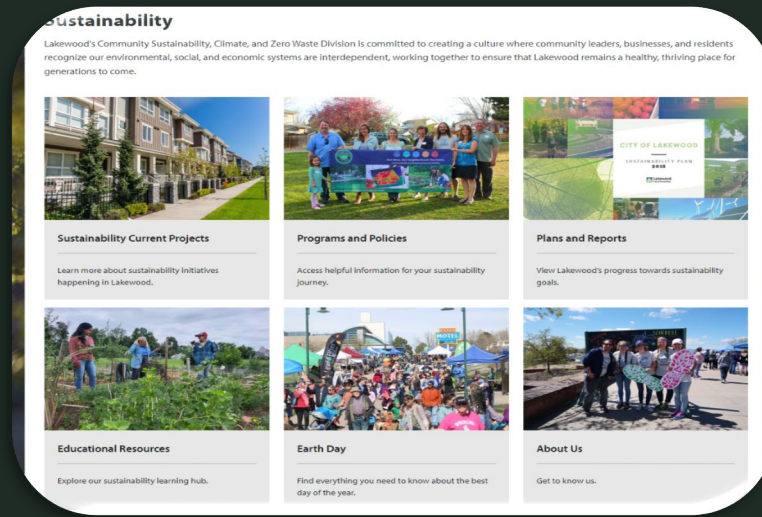 Sustainability
Lakewood's Community Sustainability, Climate, and Zero Waste Division is committed to creating a culture where community leaders, businesses, and residents
recognize our environmental, social, and economic systems are interdependent, working together to ensure that Lakewood remains a healthy, thriving place for
generations to come.
CITY OF LAKEWOOD
SUSTAINABILITY PLAN
Lakewood
Sustainability Current Projects
Programs and Policies
Plans and Reports
Learn more about sustainability initiatives
happening in Lakewood.
Access helpful information for your sustainability
journey.
View Lakewood's progress towards sustainability
goals.
MOTEL
Educational Resources
Earth Day
About Us
Explore our sustainability learning hub.
Find everything you need to know about the best
day of the year.
Get to know us.